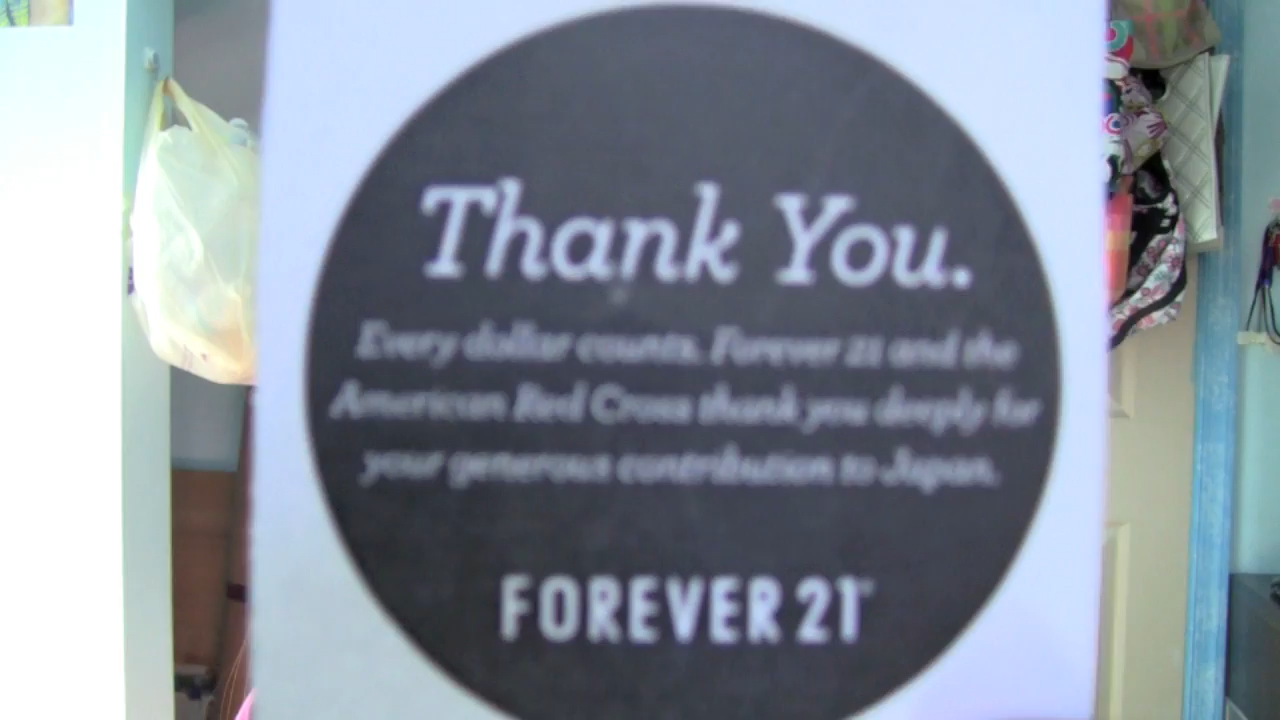 Thank You.
Every dollar counts. Forever 21 and the
American Red Cross thank you deeply for
your generous contribution to Japan.
FOREVER 21